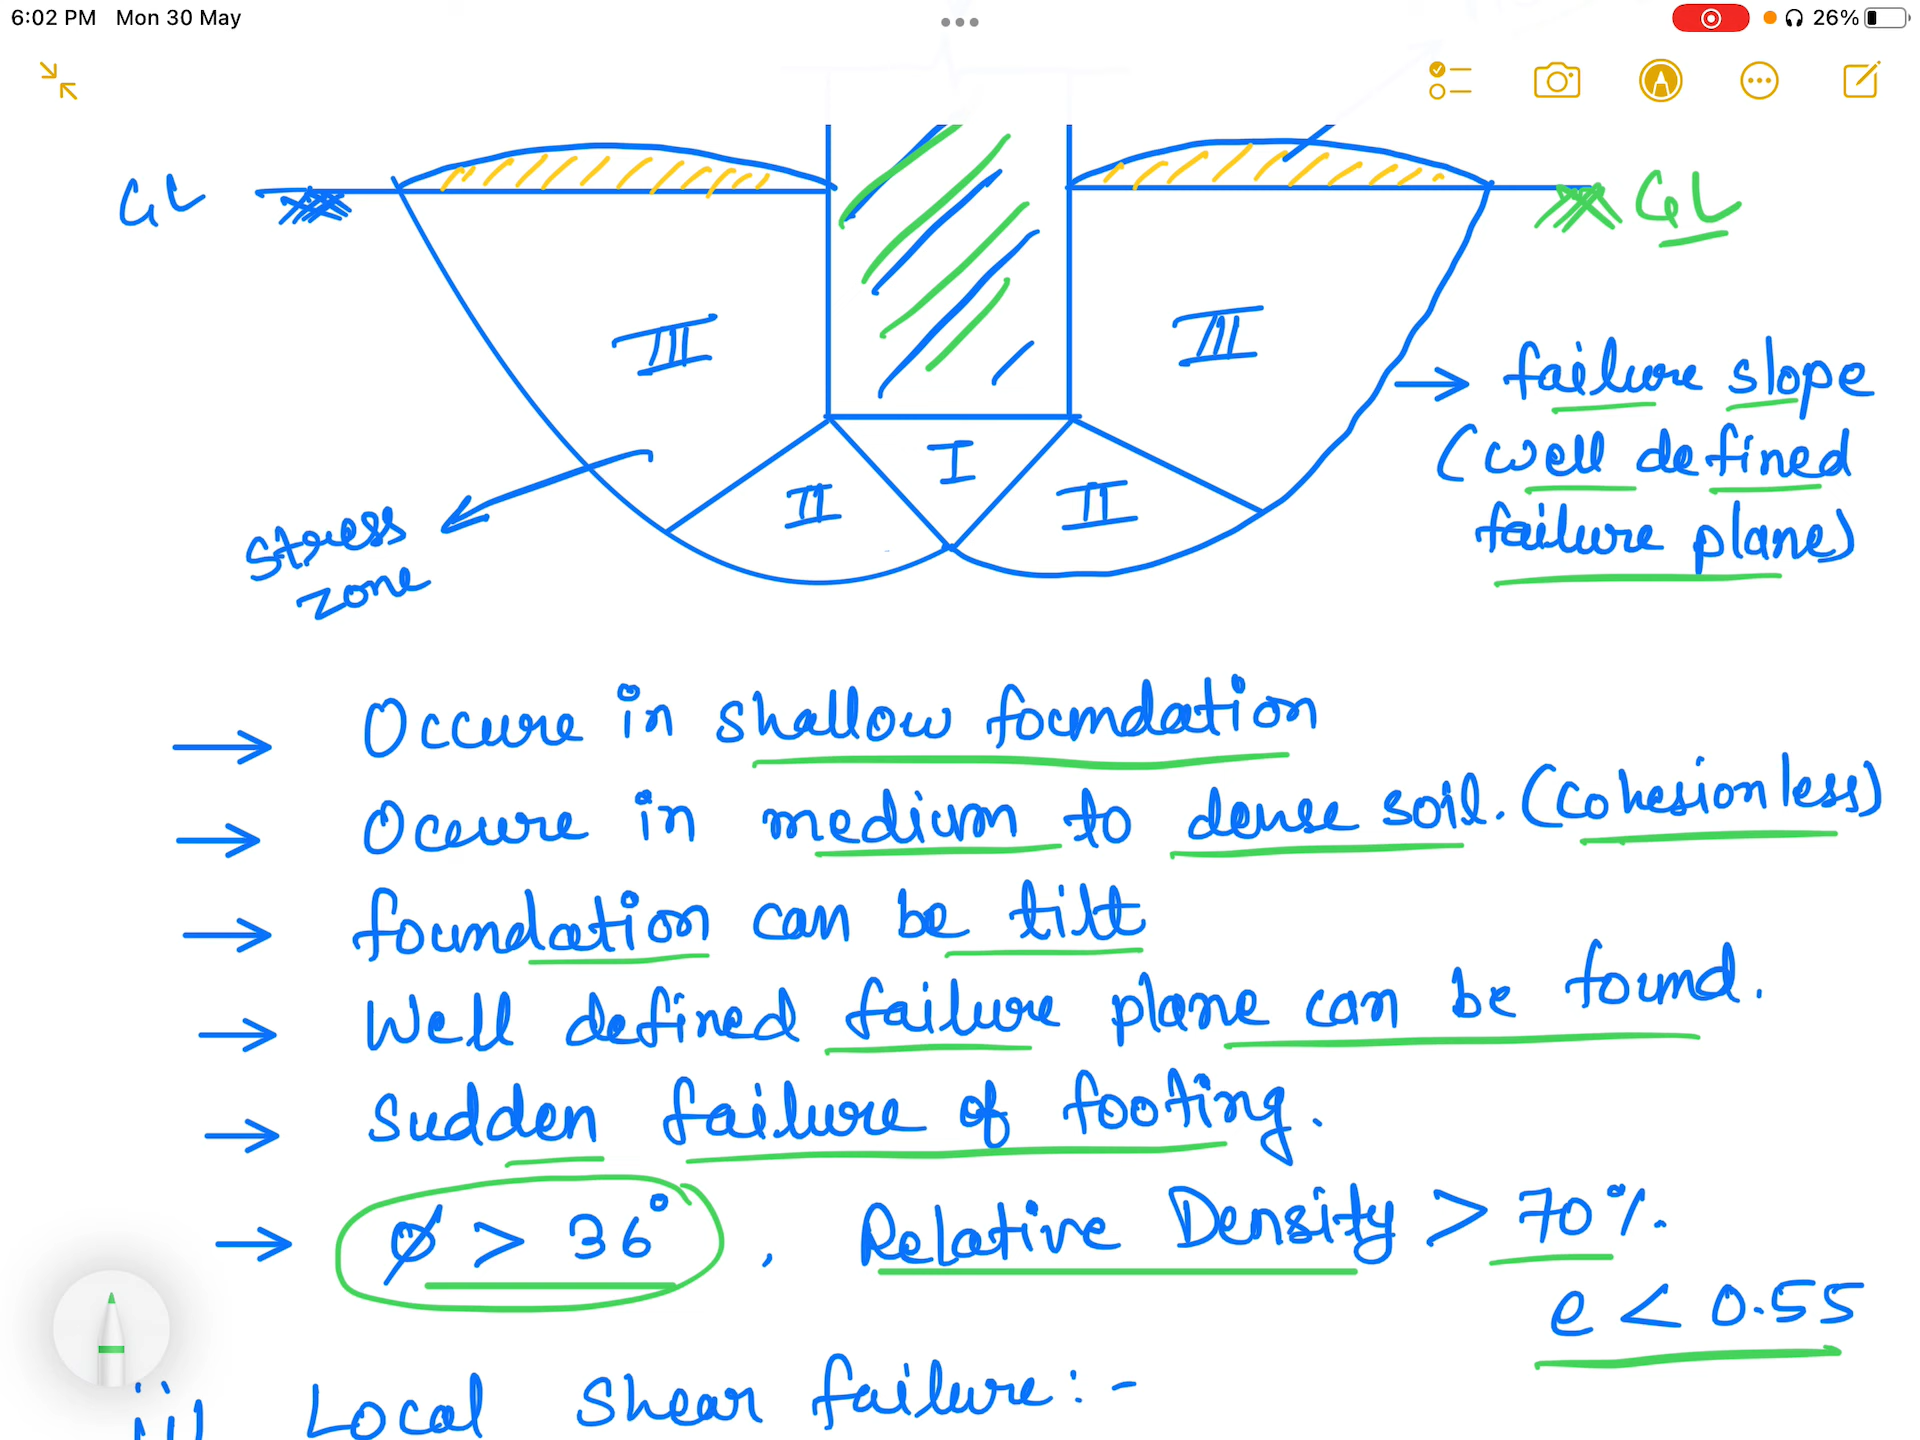 6:02 PM Mon 30 May
26%
GL
GL
III
III
I
II
II
failure slope
(well defined
failure plane)
stress
zone
→ Occure in shallow foundation
→ Occure in medium to dense soil. (cohesionless)
→ foundation can be tilt
→ Well defined failure plane can be found.
→ Sudden failure of footing.
→ ø > 36°, Relative Density > 70%.
e < 0.55
ii) Local Shear failure:-